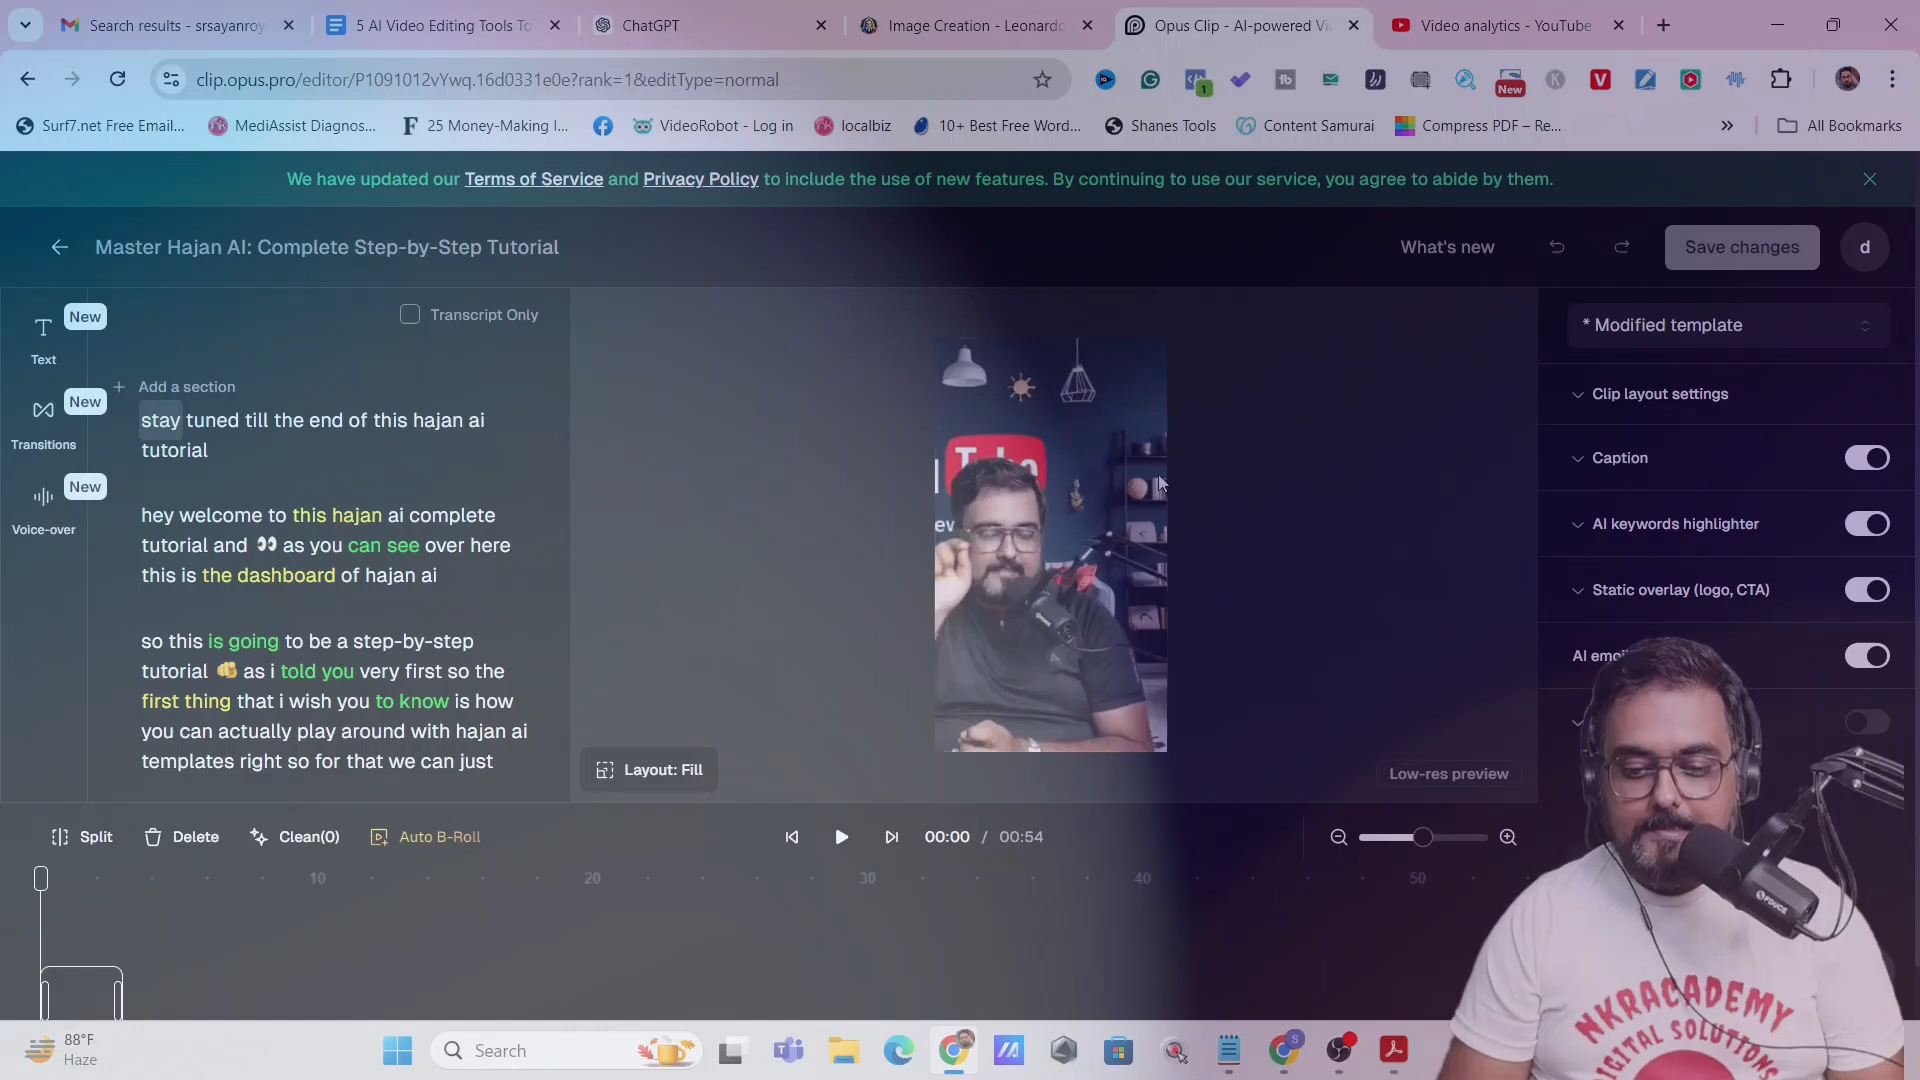 Search results - srsayanroy
5 AI Video Editing Tools To
ChatGPT
Image Creation - Leonardo
Opus Clip - AI-powered Vi
Video analytics - YouTube
clip.opus.pro/editor/P1091012vYwq.16d0331e0e?rank=1&editType=normal
1
New
Surf7.net Free Email...
MediAssist Diagnos...
25 Money-Making I...
VideoRobot - Log in
localbiz
10+ Best Free Word...
Shanes Tools
Content Samurai
Compress PDF – Re...
All Bookmarks
We have updated our Terms of Service and Privacy Policy to include the use of new features. By continuing to use our service, you agree to abide by them.
Master Hajan AI: Complete Step-by-Step Tutorial
What's new
Save changes
d
New
Text
New
Transitions
New
Voice-over
Transcript Only
Add a section
stay tuned till the end of this hajan ai
tutorial
hey welcome to this hajan ai complete
tutorial and 👀 as you can see over here
this is the dashboard of hajan ai
so this is going to be a step-by-step
tutorial 🫵 as i told you very first so the
first thing that i wish you to know is how
you can actually play around with hajan ai
templates right so for that we can just
Tube
Layout: Fill
Low-res preview
* Modified template
Clip layout settings
Caption
AI keywords highlighter
Static overlay (logo, CTA)
AI emoji
Split
Delete
Clean(0)
Auto B-Roll
00:00 / 00:54
10
20
30
40
50
FDUCE
NKRACADEMY
DIGITAL SOLUTIONS
88°F
Haze
Search